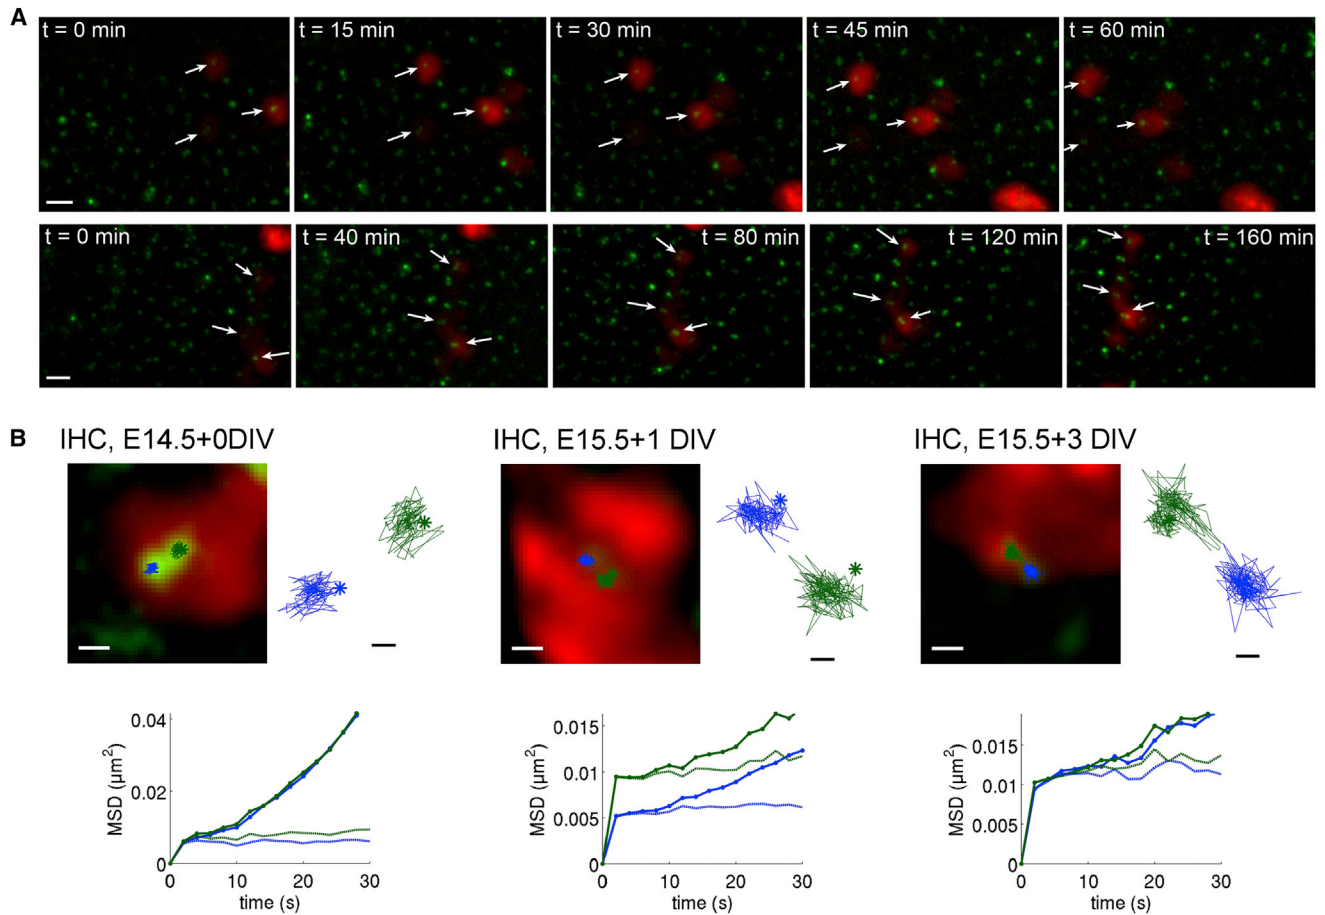 A
t = 0 min
t = 15 min
t = 30 min
t = 45 min
t = 60 min
t = 0 min
t = 40 min
t = 80 min
t = 120 min
t = 160 min
B
IHC, E14.5+0DIV
IHC, E15.5+1 DIV
IHC, E15.5+3 DIV
0.04
0.02
0
MSD (µm²)
0
10
20
30
time (s)
0.015
0.01
0.005
0
MSD (µm²)
0
10
20
30
time (s)
0.015
0.01
0.005
0
MSD (µm²)
0
10
20
30
time (s)